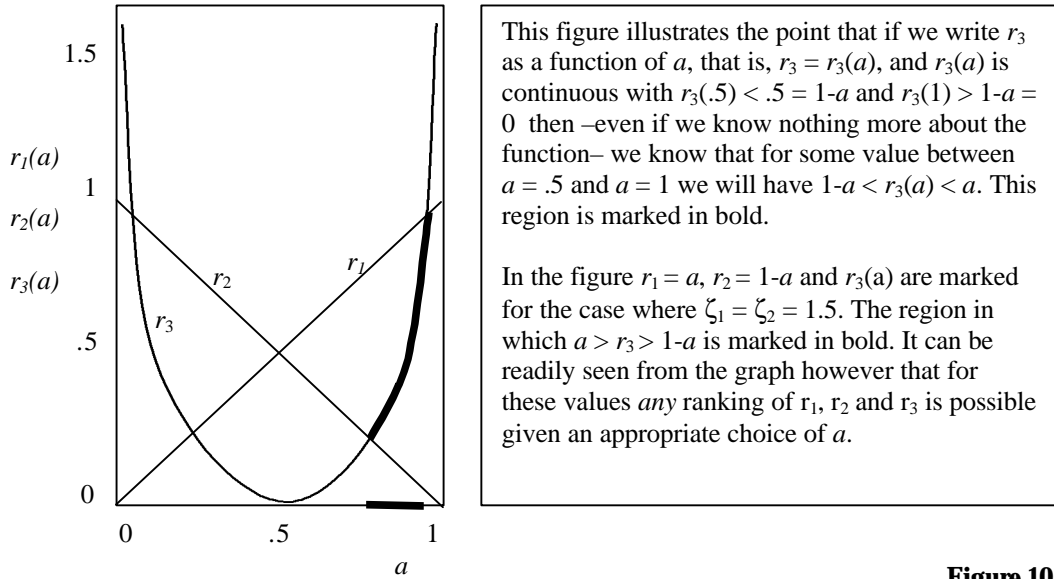 1.5
r1(a)
1
r2(a)
r3(a)
.5
0
r1
r2
r3
0 .5 1
a
This figure illustrates the point that if we write r3
as a function of a, that is, r3 = r3(a), and r3(a) is
continuous with r3(.5) < .5 = 1-a and r3(1) > 1-a =
0 then –even if we know nothing more about the
function– we know that for some value between
a = .5 and a = 1 we will have 1-a < r3(a) < a. This
region is marked in bold.
In the figure r1 = a, r2 = 1-a and r3(a) are marked
for the case where ζ1 = ζ2 = 1.5. The region in
which a > r3 > 1-a is marked in bold. It can be
readily seen from the graph however that for
these values any ranking of r1, r2 and r3 is possible
given an appropriate choice of a.
Figure 10